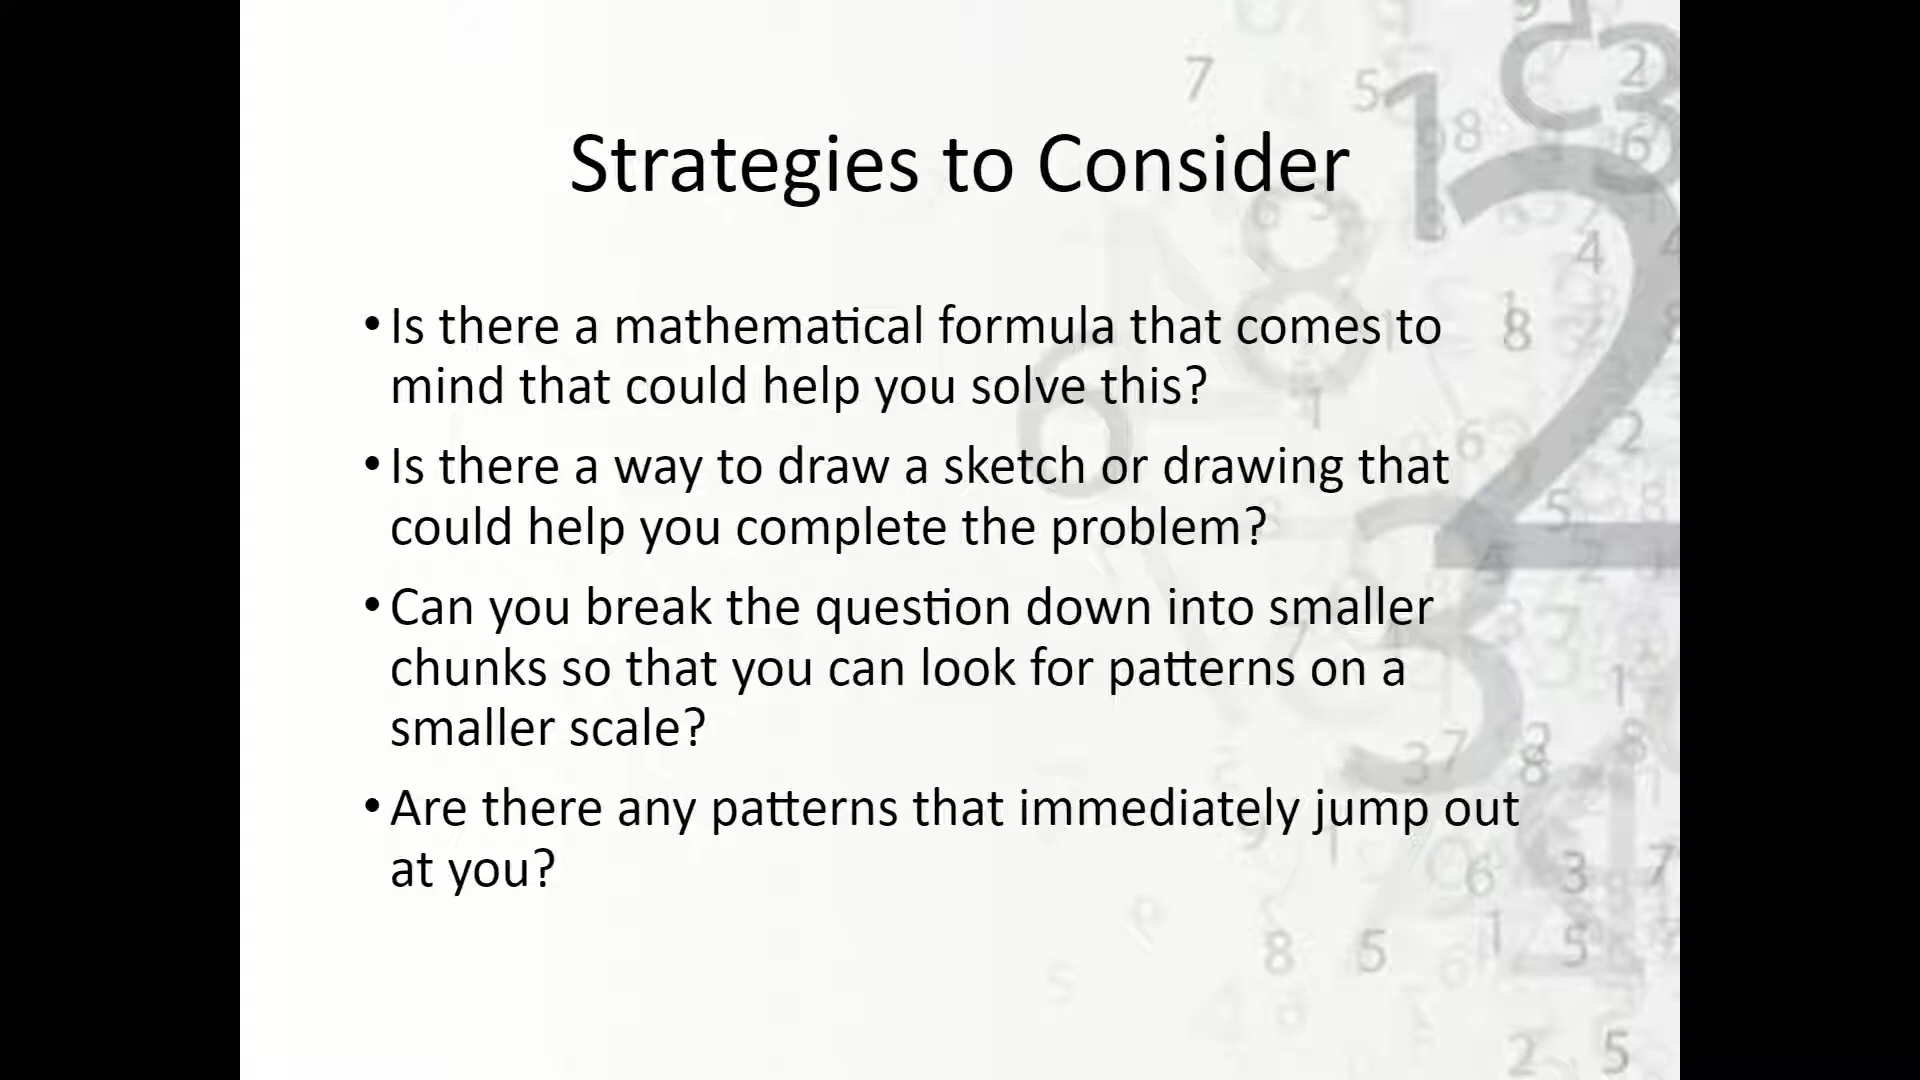 Strategies to Consider
•Is there a mathematical formula that comes to
mind that could help you solve this?
•Is there a way to draw a sketch or drawing that
could help you complete the problem?
•Can you break the question down into smaller
chunks so that you can look for patterns on a
smaller scale?
•Are there any patterns that immediately jump out
at you?